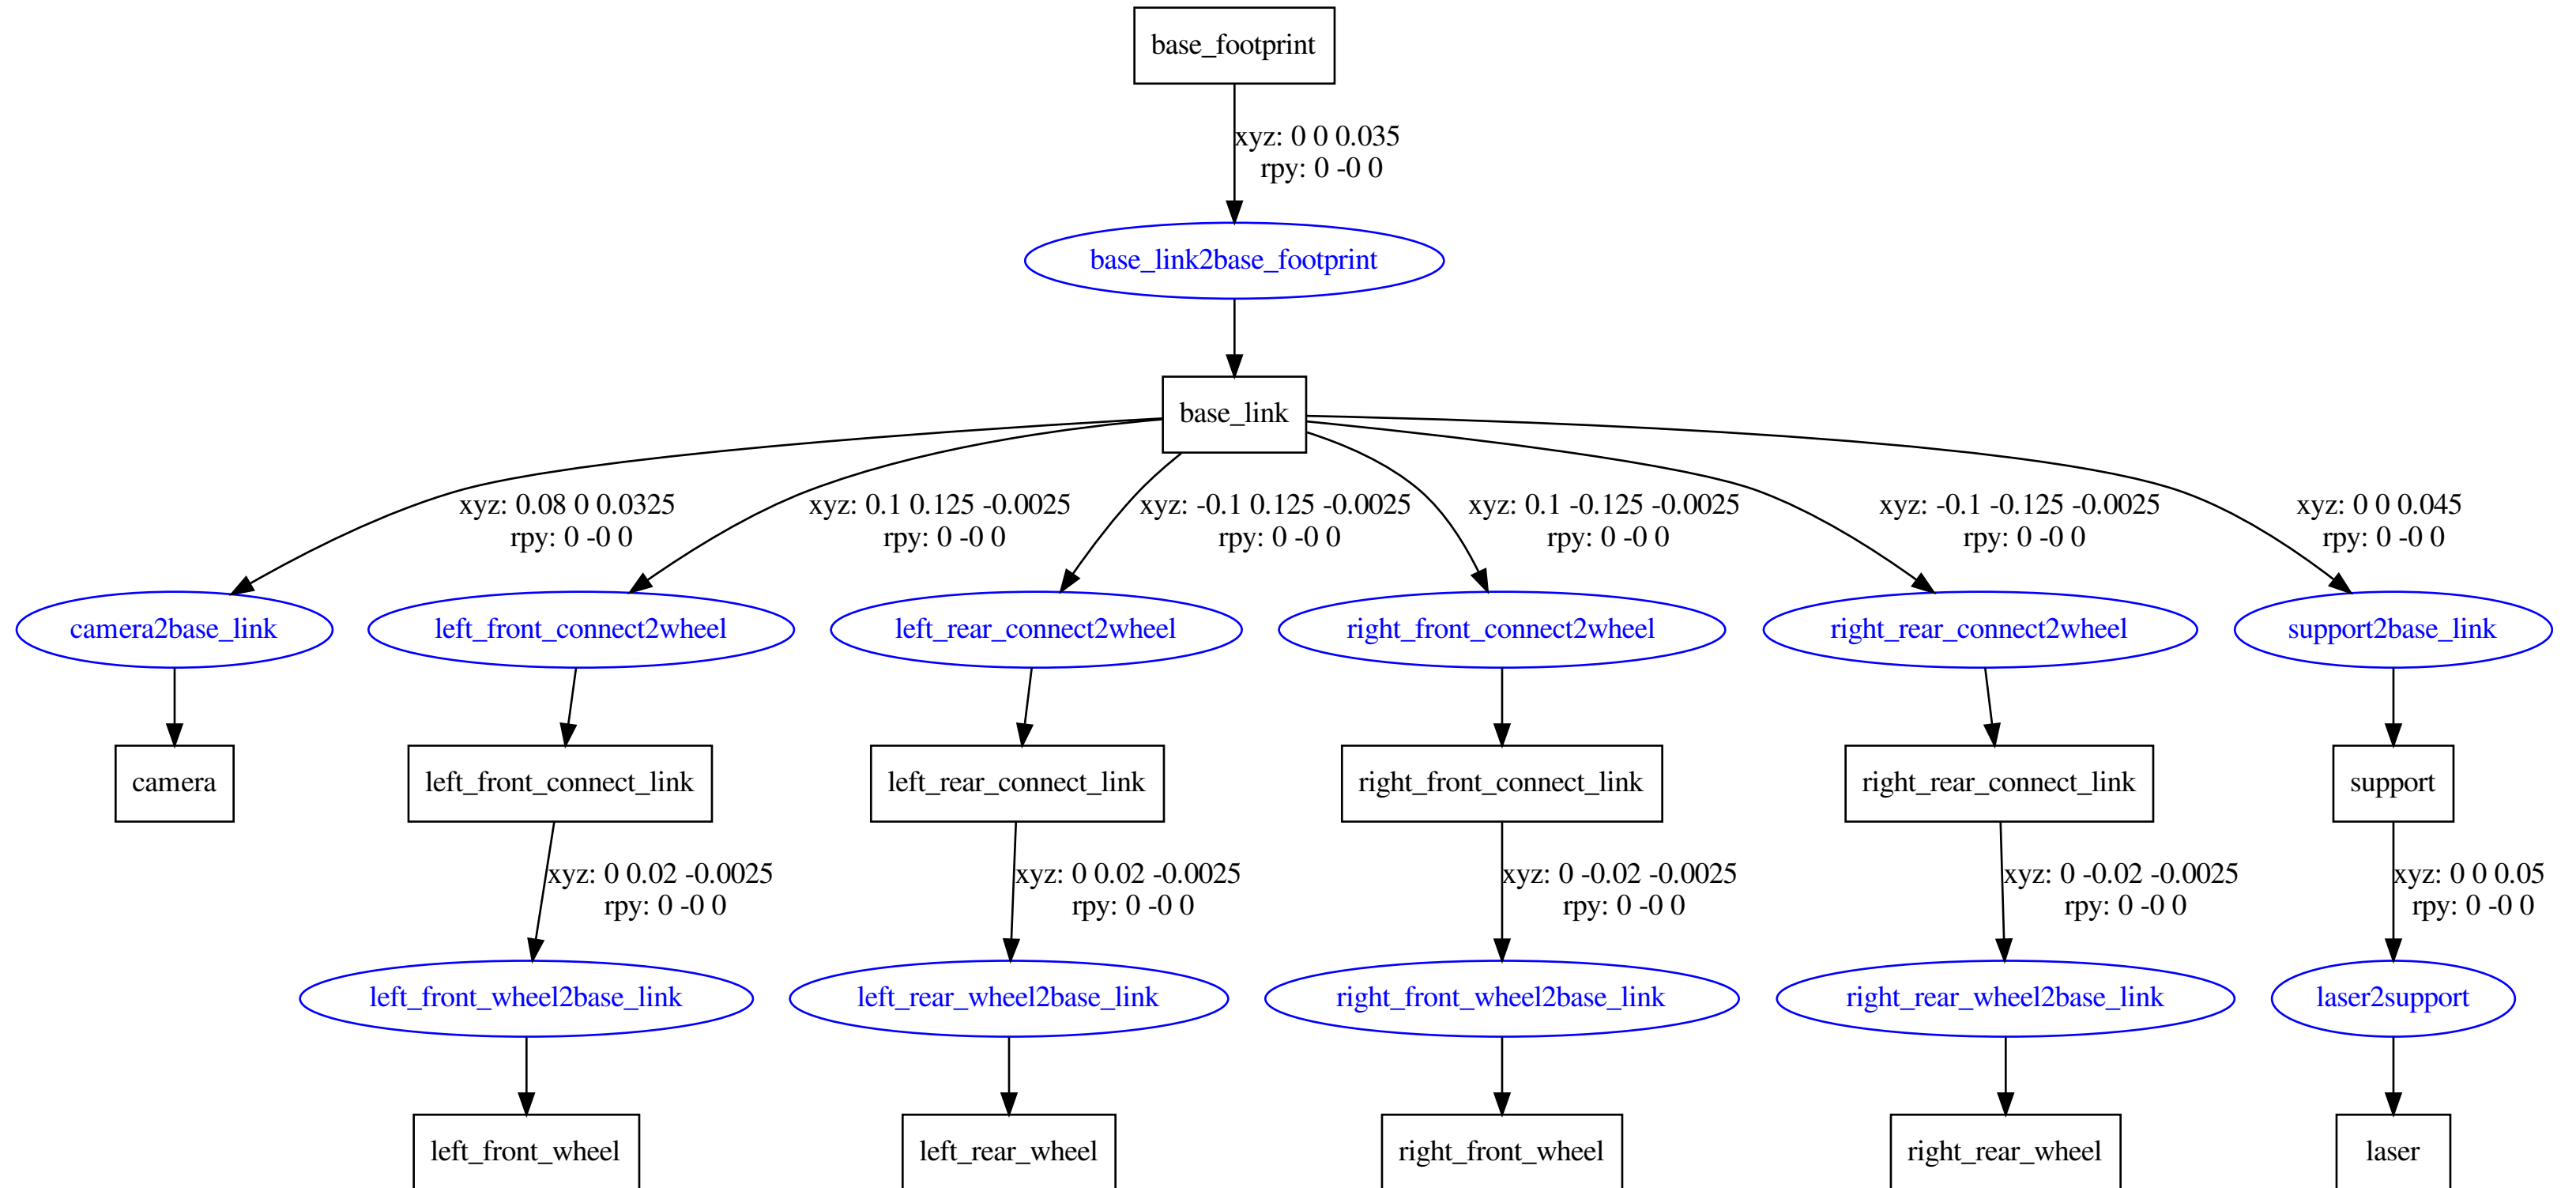 base_footprint
xyz: 0 0 0.035
rpy: 0 -0 0
base_link2base_footprint
base_link
xyz: 0.08 0 0.0325
rpy: 0 -0 0
xyz: 0.1 0.125 -0.0025
rpy: 0 -0 0
xyz: -0.1 0.125 -0.0025
rpy: 0 -0 0
xyz: 0.1 -0.125 -0.0025
rpy: 0 -0 0
xyz: -0.1 -0.125 -0.0025
rpy: 0 -0 0
xyz: 0 0 0.045
rpy: 0 -0 0
camera2base_link
left_front_connect2wheel
left_rear_connect2wheel
right_front_connect2wheel
right_rear_connect2wheel
support2base_link
camera
left_front_connect_link
left_rear_connect_link
right_front_connect_link
right_rear_connect_link
support
xyz: 0 0.02 -0.0025
rpy: 0 -0 0
xyz: 0 0.02 -0.0025
rpy: 0 -0 0
xyz: 0 -0.02 -0.0025
rpy: 0 -0 0
xyz: 0 -0.02 -0.0025
rpy: 0 -0 0
xyz: 0 0 0.05
rpy: 0 -0 0
left_front_wheel2base_link
left_rear_wheel2base_link
right_front_wheel2base_link
right_rear_wheel2base_link
laser2support
left_front_wheel
left_rear_wheel
right_front_wheel
right_rear_wheel
laser